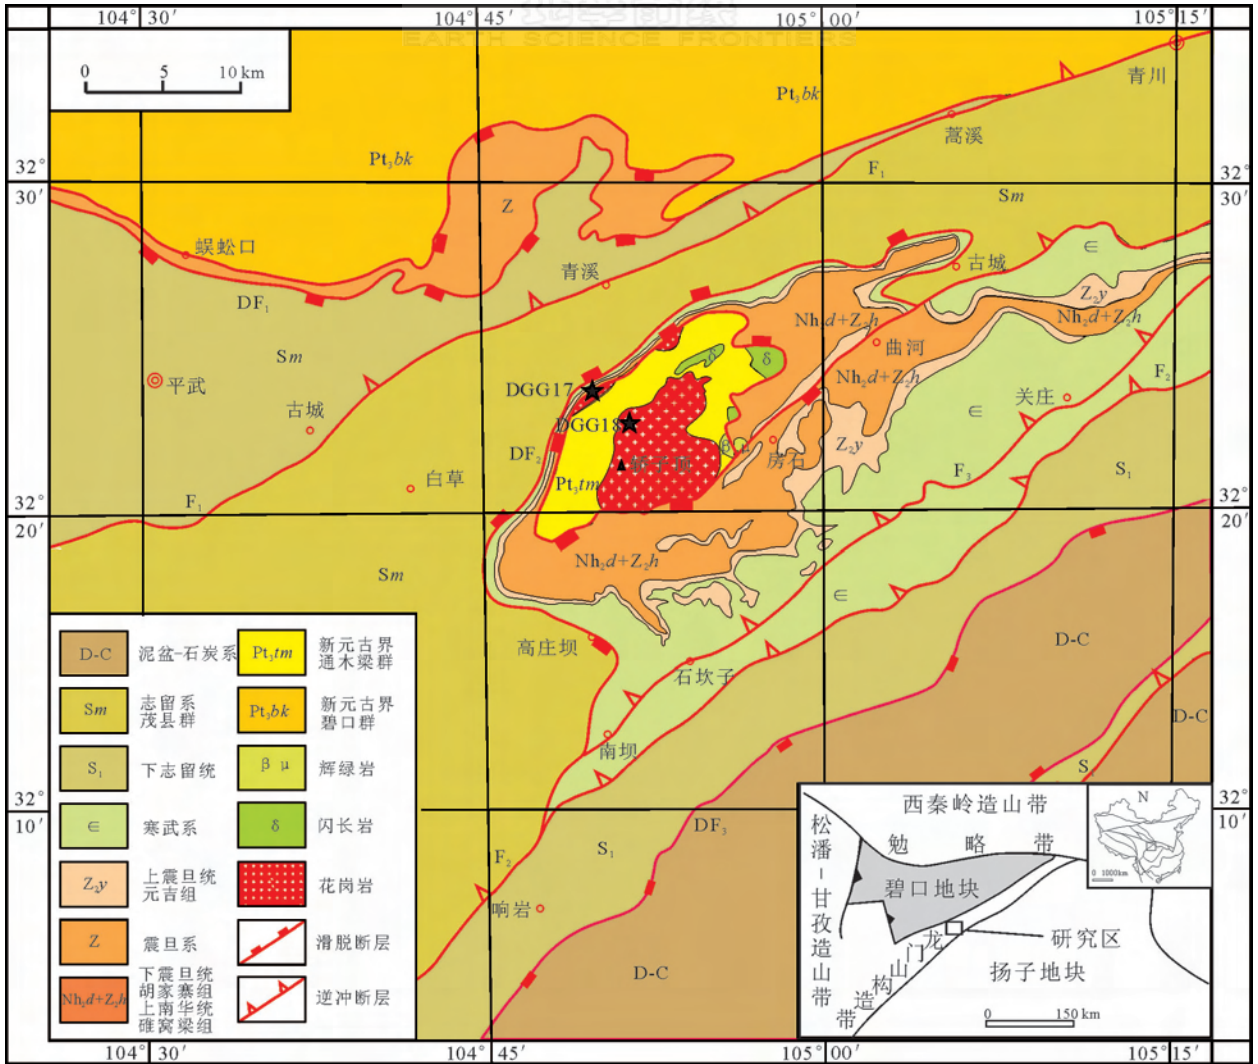 104° 30′
104° 45′
105° 00′
105° 15′
EARTH SCIENCE FRONTIERS
0 5 10 km
青川
Pt₃bk
蒿溪
Pt₃bk
32°
30′
F₁
32°
30′
Z
Sm
蜈蚣口
青溪
古城
∈
DF₁
Z₂y
Nh₂d+Z₂h
Nh₂d+Z₂h
Sm
δ
δ
曲河
平武
DGG17
Nh₂d+Z₂h
F₂
古城
DGG18
∈
关庄
DF₂
β μ
房石
Z₂y
白草
Pt₃tm
F₃
S₁
F₁
32°
20′
32°
20′
Nh₂d+Z₂h
Sm
∈
高庄坝
石坎子
D-C
D-C
南坝
S₁
32°
10′
DF₃
32°
10′
F₂
S₁
响岩
D-C
D-C
泥盆-石炭系
Pt₃tm
新元古界
通木梁群
Sm
志留系
茂县群
Pt₃bk
新元古界
碧口群
S₁
下志留统
β μ
辉绿岩
∈
寒武系
δ
闪长岩
Z₂y
上震旦统
元吉组
花岗岩
Z
震旦系
滑脱断层
Nh₂d+Z₂h
下震旦统
胡家寨组
上南华统
碓窝梁组
逆冲断层
西秦岭造山带
N
勉略带
松潘-甘孜造山带
0 1000km
碧口地块
龙门山构造带
研究区
扬子地块
0 150 km
104° 30′
104° 45′
105° 00′
105° 15′